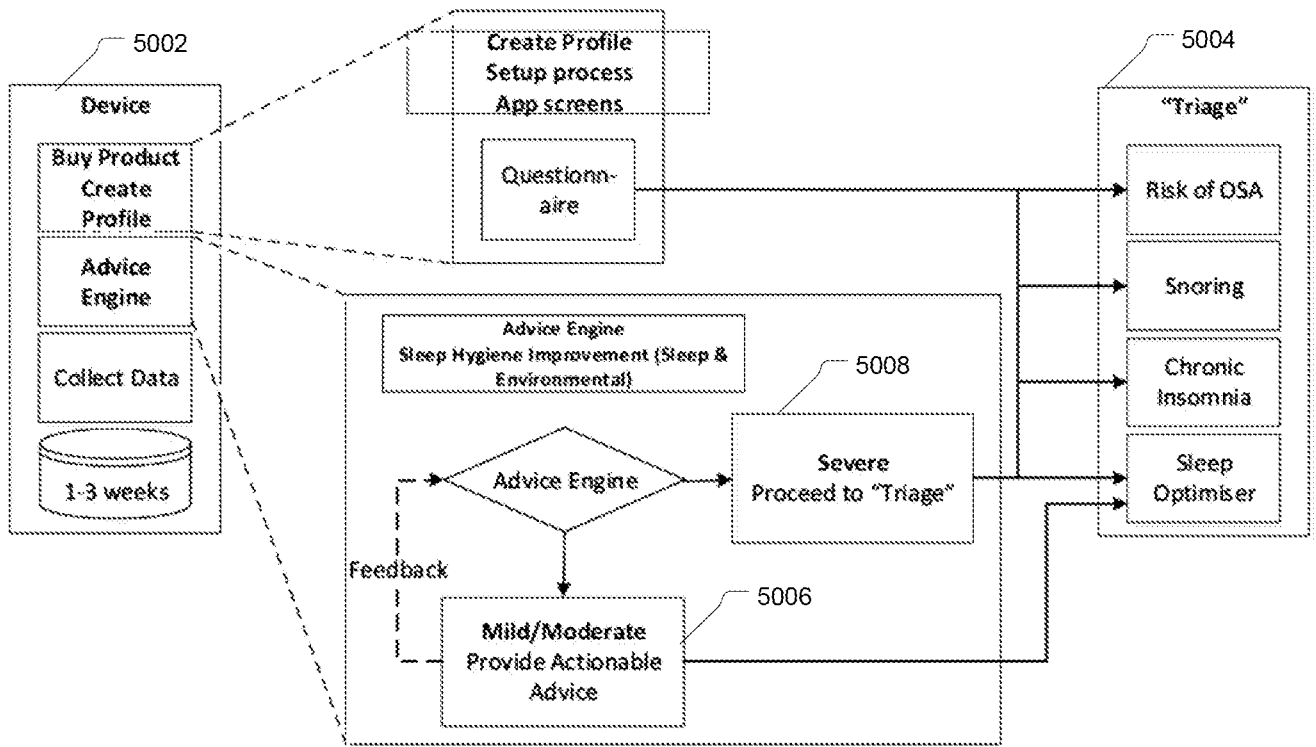 5002
Device
Buy Product
Create
Profile
Advice
Engine
Collect Data
1-3 weeks
Create Profile
Setup process
App screens
Questionn-
aire
Advice Engine
Sleep Hygiene Improvement (Sleep &
Environmental)
Advice Engine
5008
Severe
Proceed to "Triage"
Feedback
5006
Mild/Moderate
Provide Actionable
Advice
5004
"Triage"
Risk of OSA
Snoring
Chronic
Insomnia
Sleep
Optimiser